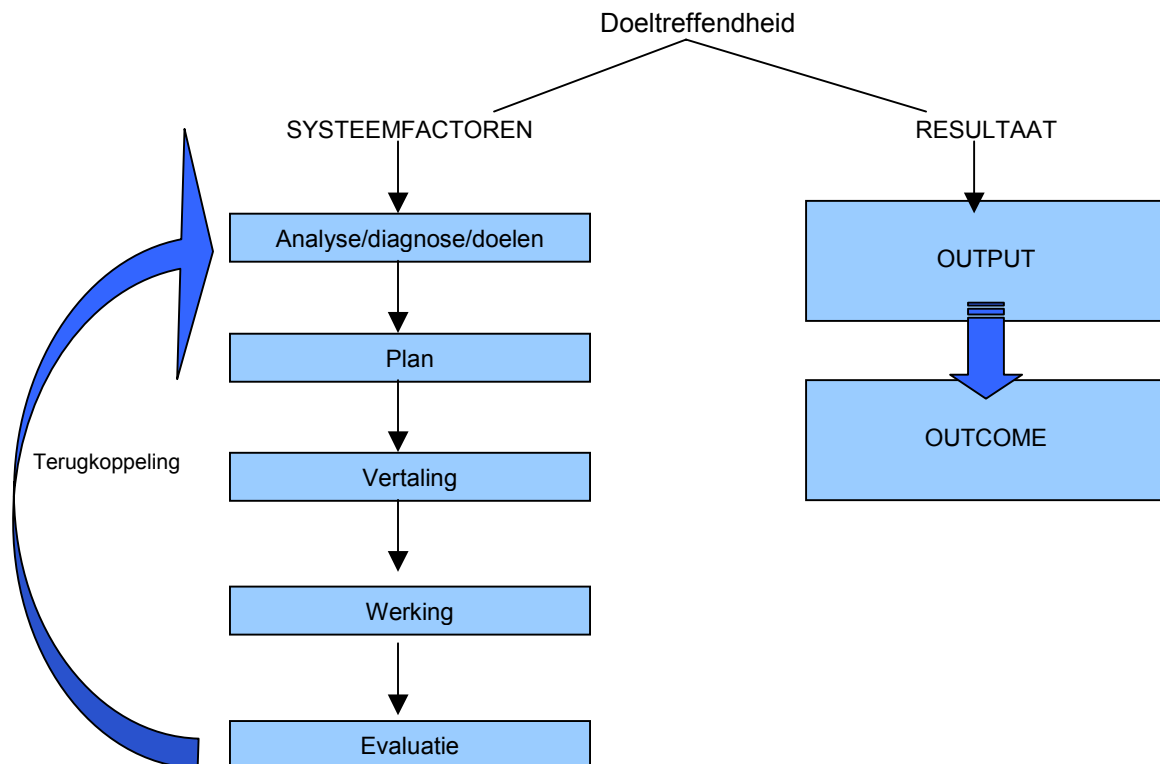 Doeltreffendheid
SYSTEEMFACTOREN
RESULTAAT
Analyse/diagnose/doelen
OUTPUT
Plan
OUTCOME
Terugkoppeling
Vertaling
Werking
Evaluatie